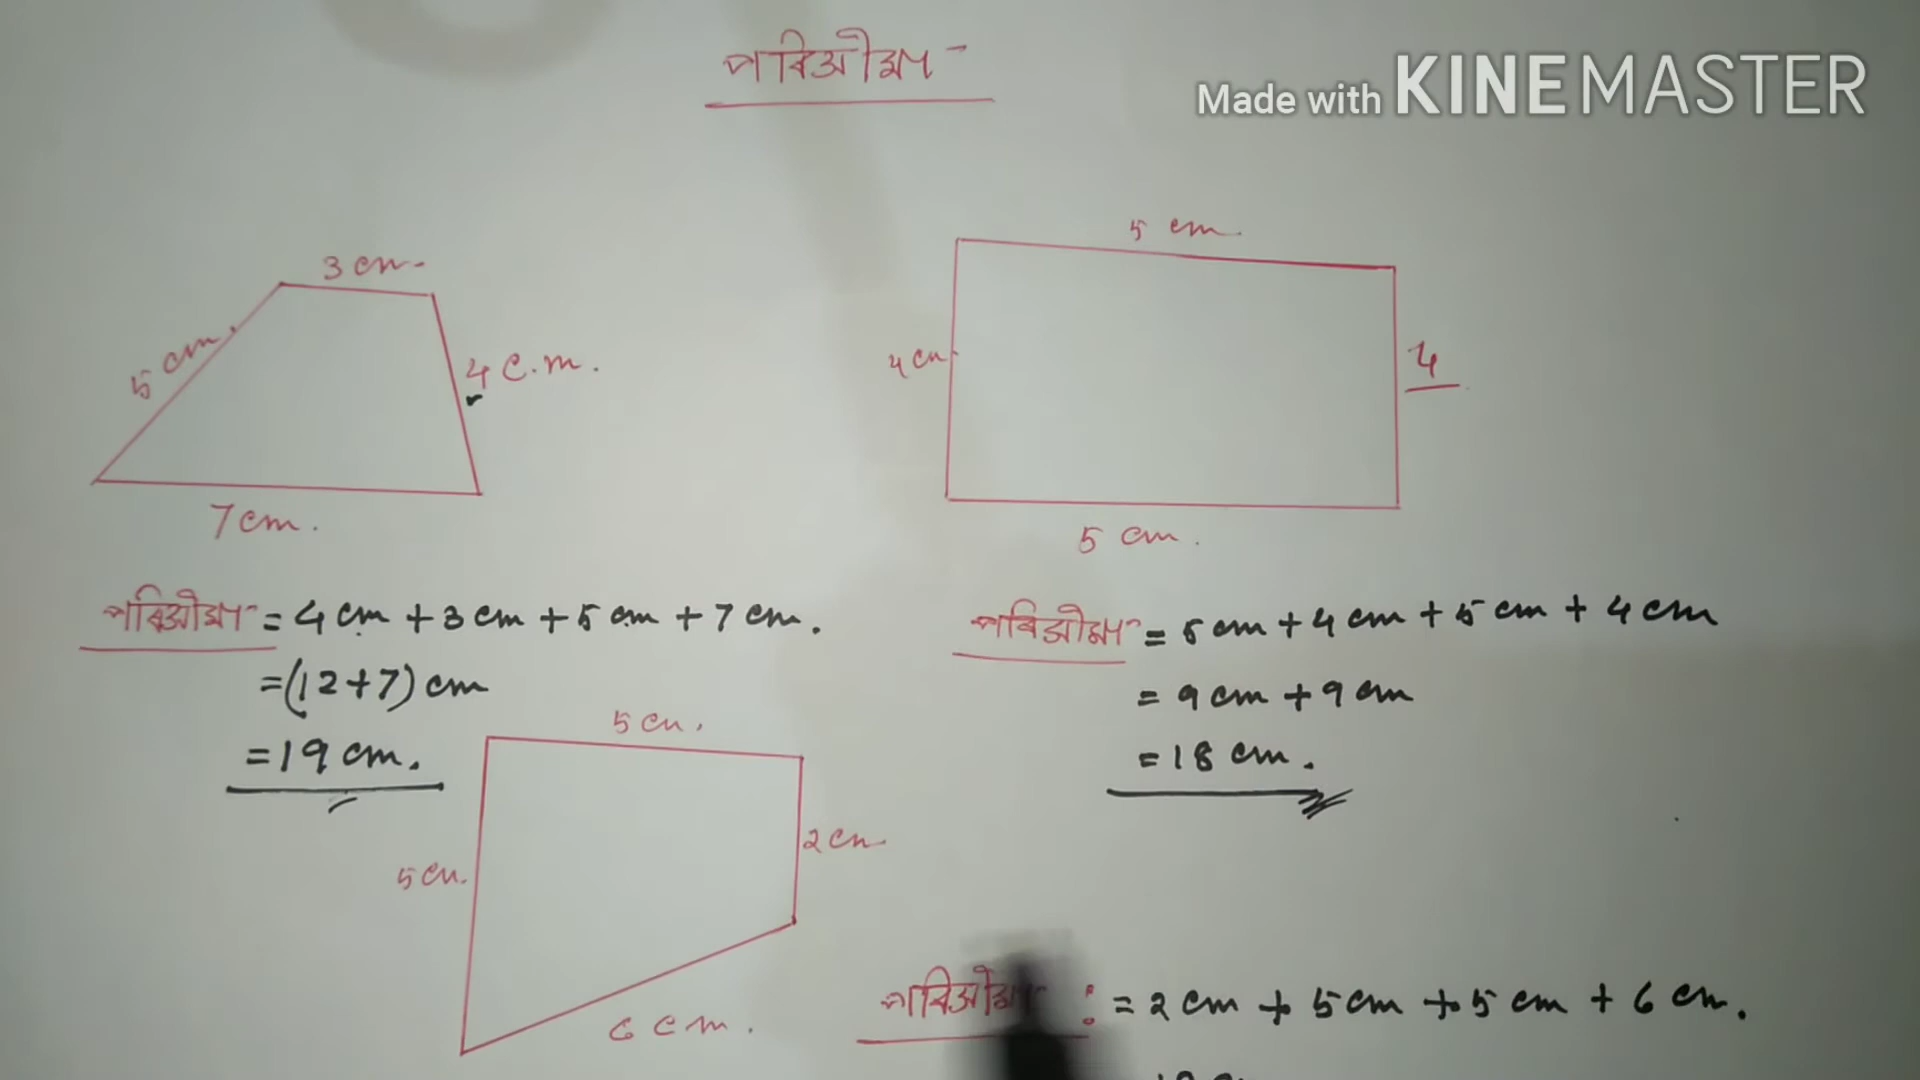 পৰিসীমা
Made with KINEMASTER
3 cm
5 cm
4 c.m.
7 cm.
5 cm.
4 cm
4
5 cm.
পৰিসীমা = 4 cm + 3 cm + 5 cm + 7 cm.
= (12+7) cm
= 19 cm.
পৰিসীমা = 5 cm + 4 cm + 5 cm + 4 cm
= 9 cm + 9 cm
= 18 cm.
5 cm.
5 cm.
2 cm
6 cm.
পৰিসীমা := 2 cm + 5 cm + 5 cm + 6 cm.